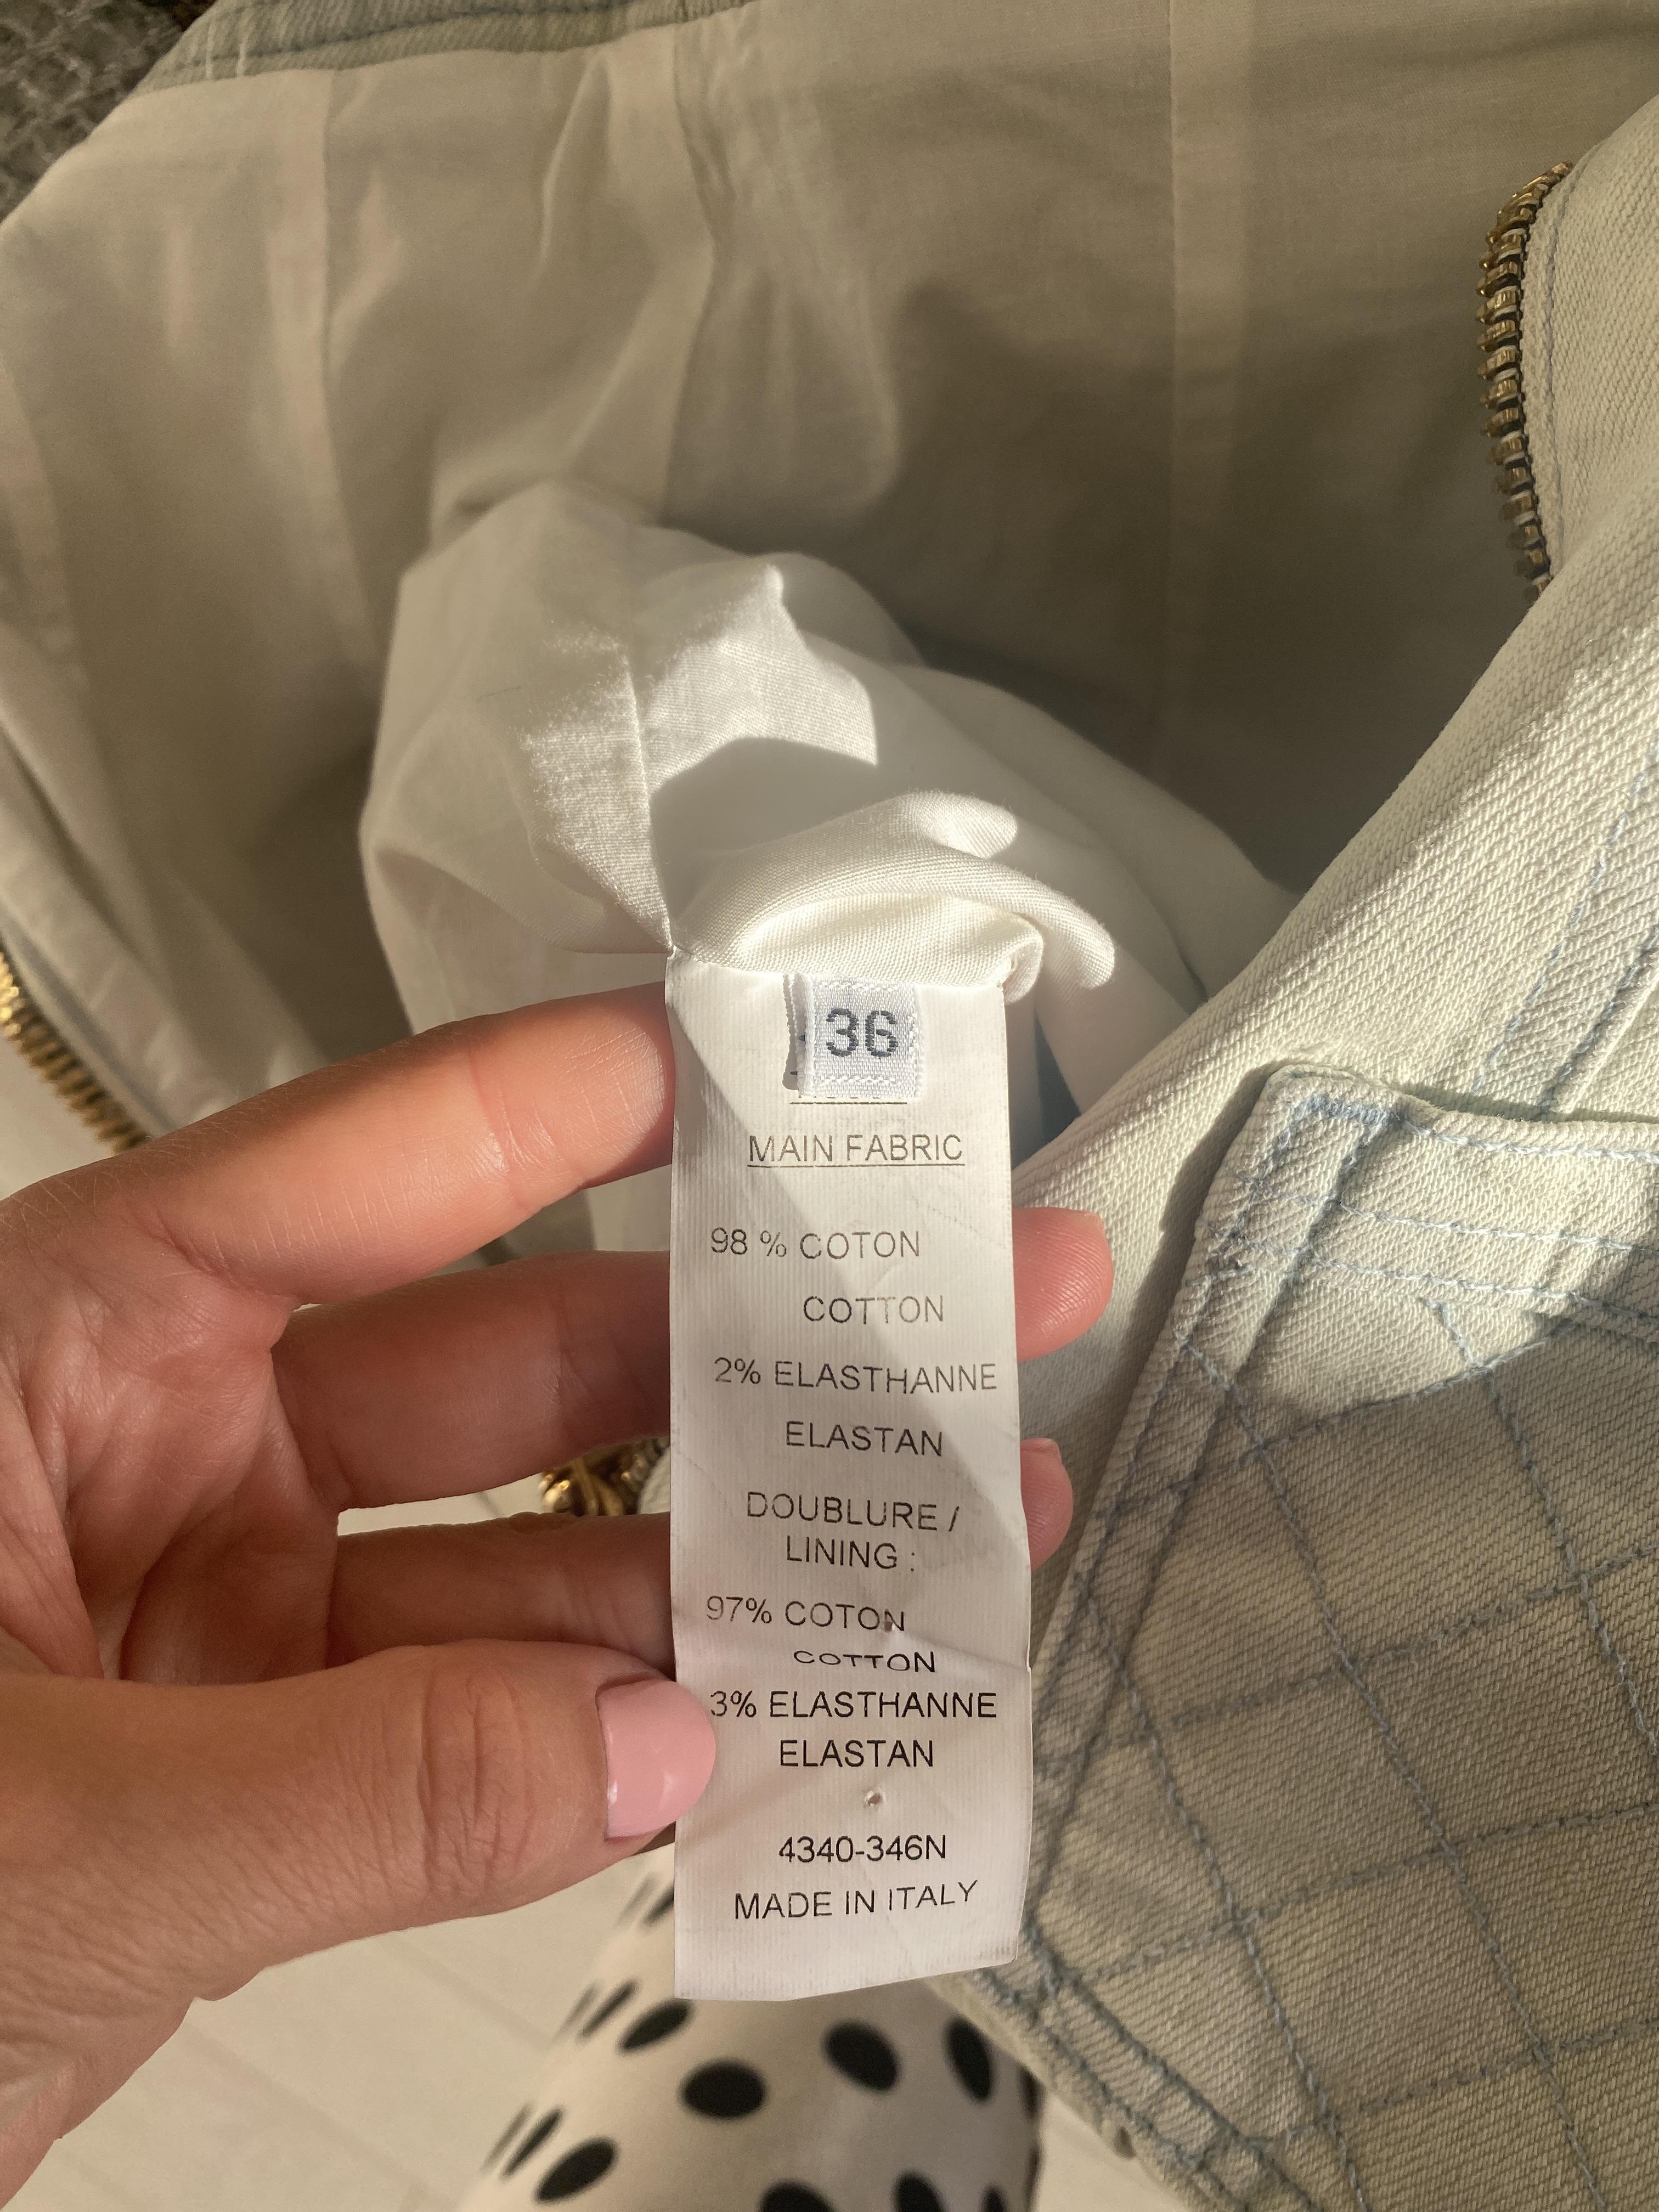 36
MAIN FABRIC
98 % COTON
COTTON
2% ELASTHANNE
ELASTAN
DOUBLURE /
LINING :
97% COTON
COTTON
3% ELASTHANNE
ELASTAN
4340-346N
MADE IN ITALY